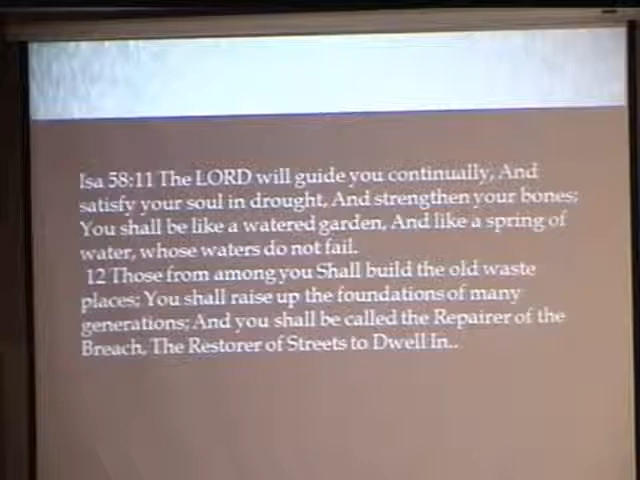 Isa 58:11 The LORD will guide you continually, And
satisfy your soul in drought, And strengthen your bones;
You shall be like a watered garden, And like a spring of
water, whose waters do not fail.
12 Those from among you Shall build the old waste
places; You shall raise up the foundations of many
generations; And you shall be called the Repairer of the
Breach, The Restorer of Streets to Dwell In..